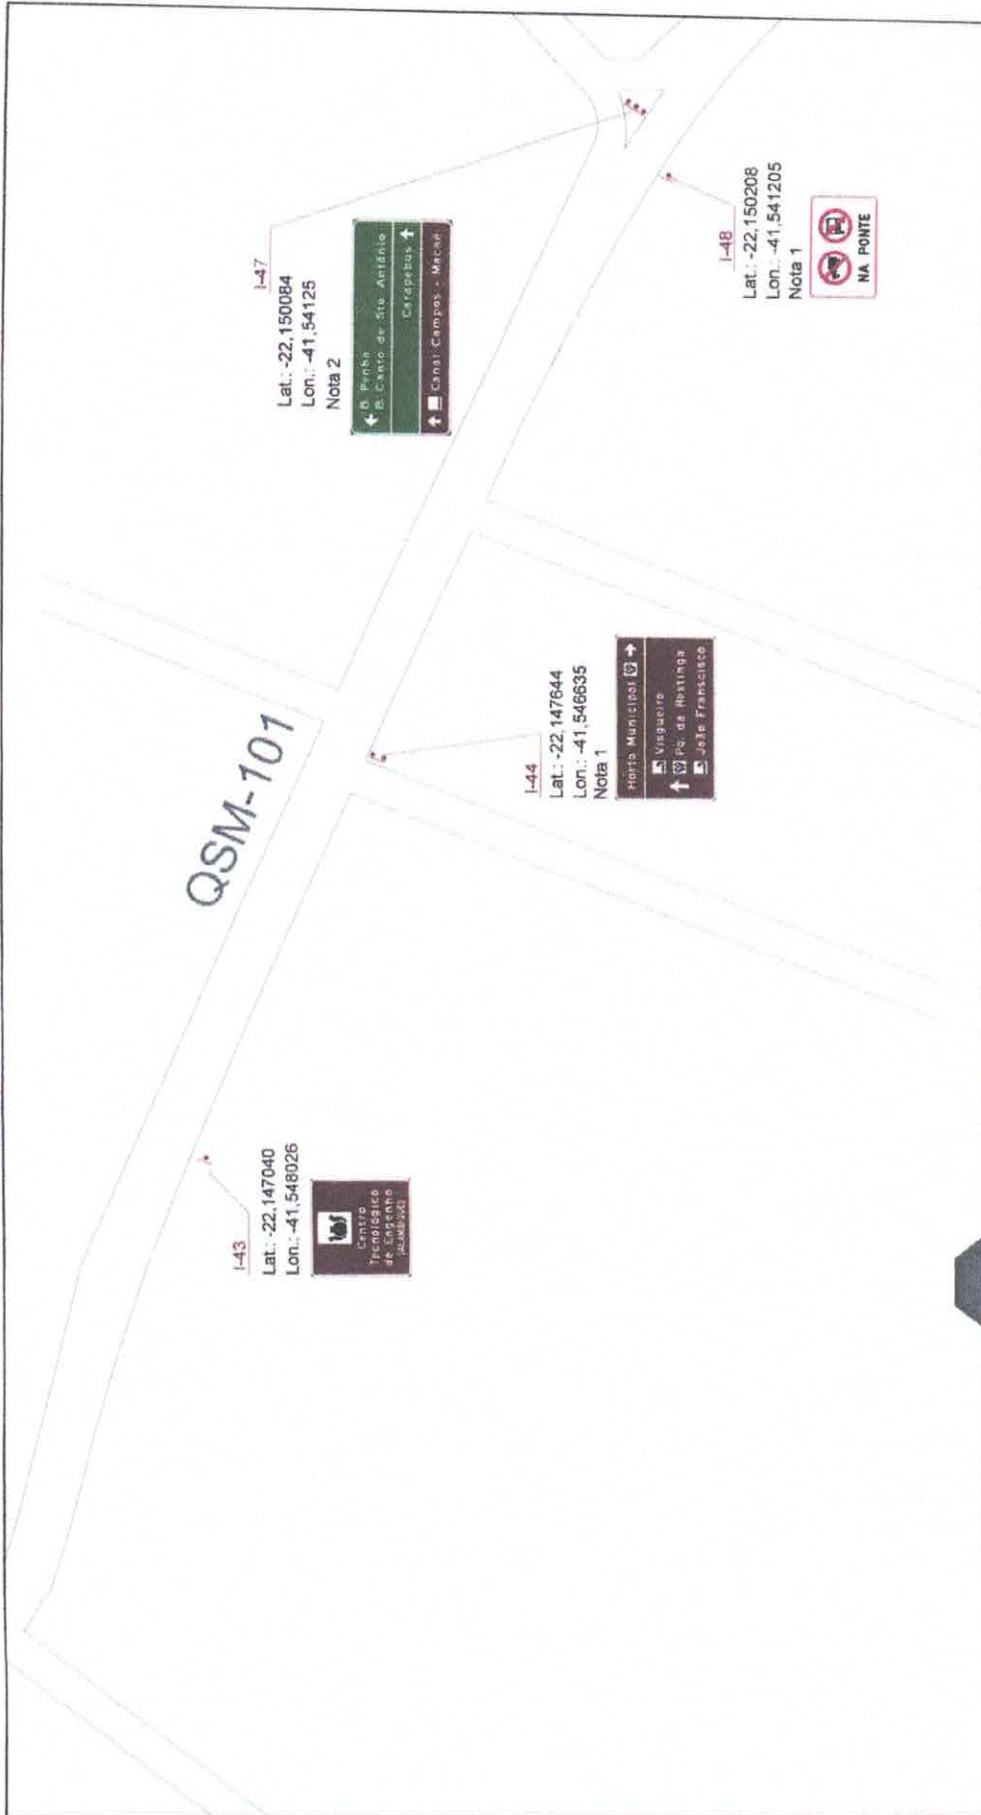 QSM-101
I-43
Lat.: -22,147040
Lon.: -41,548026
Centro
Tecnológico
de Engenho
I-44
Lat.: -22,147644
Lon.: -41,546635
Nota 1
Horto Municipal
Visgueiro
Pq. da Restinga
João Franscisco
I-47
Lat.: -22,150084
Lon.: -41,54125
Nota 2
B. Penha
B. Canto de Sto. Antônio
Carapebus
Canal Campos - Macaé
I-48
Lat.: -22,150208
Lon.: -41,541205
Nota 1
NA PONTE